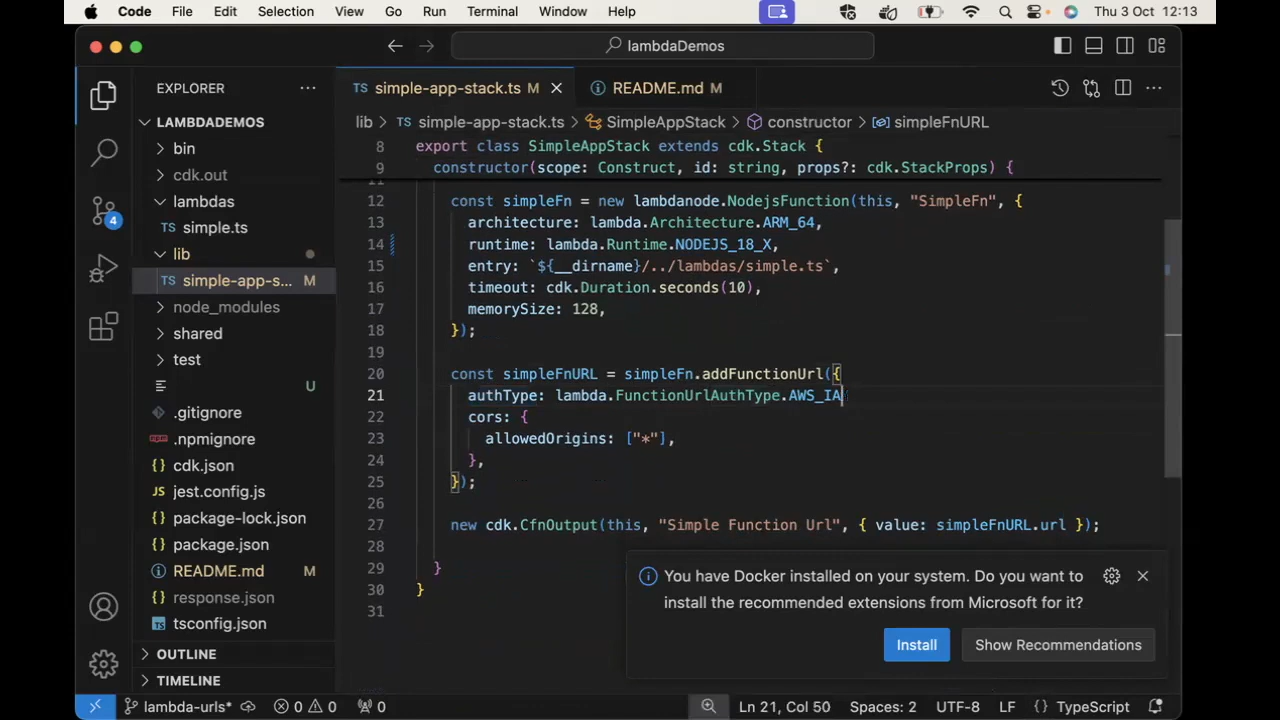 Code File Edit Selection View Go Run Terminal Window Help Thu 3 Oct 12:13
lambdaDemos
EXPLORER
LAMBDADEMOS
bin
cdk.out
lambdas
TS simple.ts
lib
TS simple-app-s... M
node_modules
shared
test
U
.gitignore
.npmignore
{} cdk.json
JS jest.config.js
{} package-lock.json
{} package.json
README.md M
{} response.json
tsconfig.json
OUTLINE
TIMELINE
4
TS simple-app-stack.ts M
README.md M
lib > TS simple-app-stack.ts > SimpleAppStack > constructor > simpleFnURL
8 export class SimpleAppStack extends cdk.Stack {
9 constructor(scope: Construct, id: string, props?: cdk.StackProps) {
11
12 const simpleFn = new lambdanode.NodejsFunction(this, "SimpleFn", {
13 architecture: lambda.Architecture.ARM_64,
14 runtime: lambda.Runtime.NODEJS_18_X,
15 entry: `${__dirname}/../lambdas/simple.ts`,
16 timeout: cdk.Duration.seconds(10),
17 memorySize: 128,
18 });
19
20 const simpleFnURL = simpleFn.addFunctionUrl({
21 authType: lambda.FunctionUrlAuthType.AWS_IA
22 cors: {
23 allowedOrigins: ["*"],
24 },
25 });
26
27 new cdk.CfnOutput(this, "Simple Function Url", { value: simpleFnURL.url });
28
29 }
30 }
31
You have Docker installed on your system. Do you want to
install the recommended extensions from Microsoft for it?
Install
Show Recommendations
lambda-urls* 0 0 0 Ln 21, Col 50 Spaces: 2 UTF-8 LF {} TypeScript